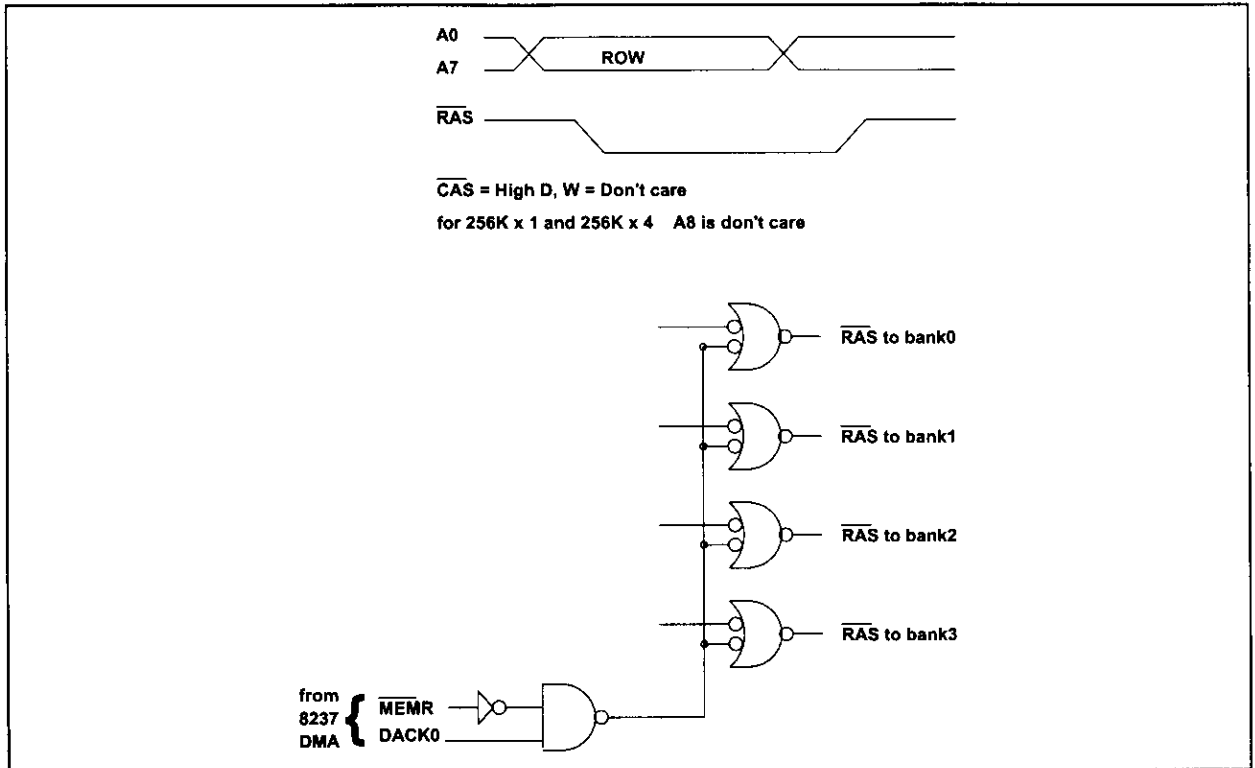 A0
ROW
A7
RAS
CAS = High D, W = Don't care
for 256K x 1 and 256K x 4 A8 is don't care
RAS to bank0
RAS to bank1
RAS to bank2
RAS to bank3
from
8237
DMA
MEMR
DACK0